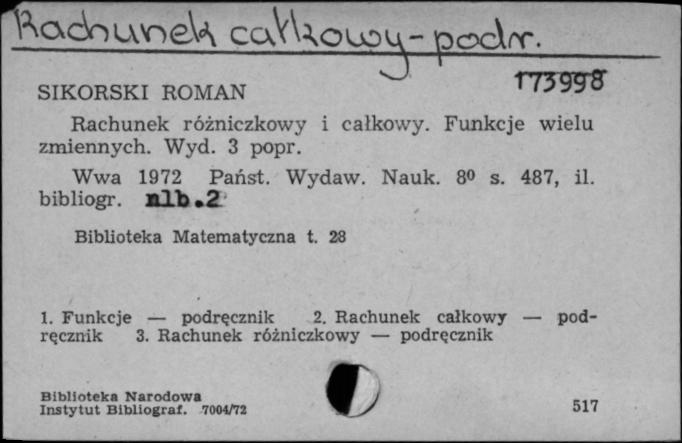 Rachunek całkowy-podr.
173998
SIKORSKI ROMAN
Rachunek różniczkowy i całkowy. Funkcje wielu
zmiennych. Wyd. 3 popr.
Wwa 1972 Państ. Wydaw. Nauk. 8⁰ s. 487, il.
bibliogr. nlb.2
Biblioteka Matematyczna t. 28
1. Funkcje — podręcznik 2. Rachunek całkowy — pod-
ręcznik 3. Rachunek różniczkowy — podręcznik
Biblioteka Narodowa
Instytut Bibliograf. 7004/72
517